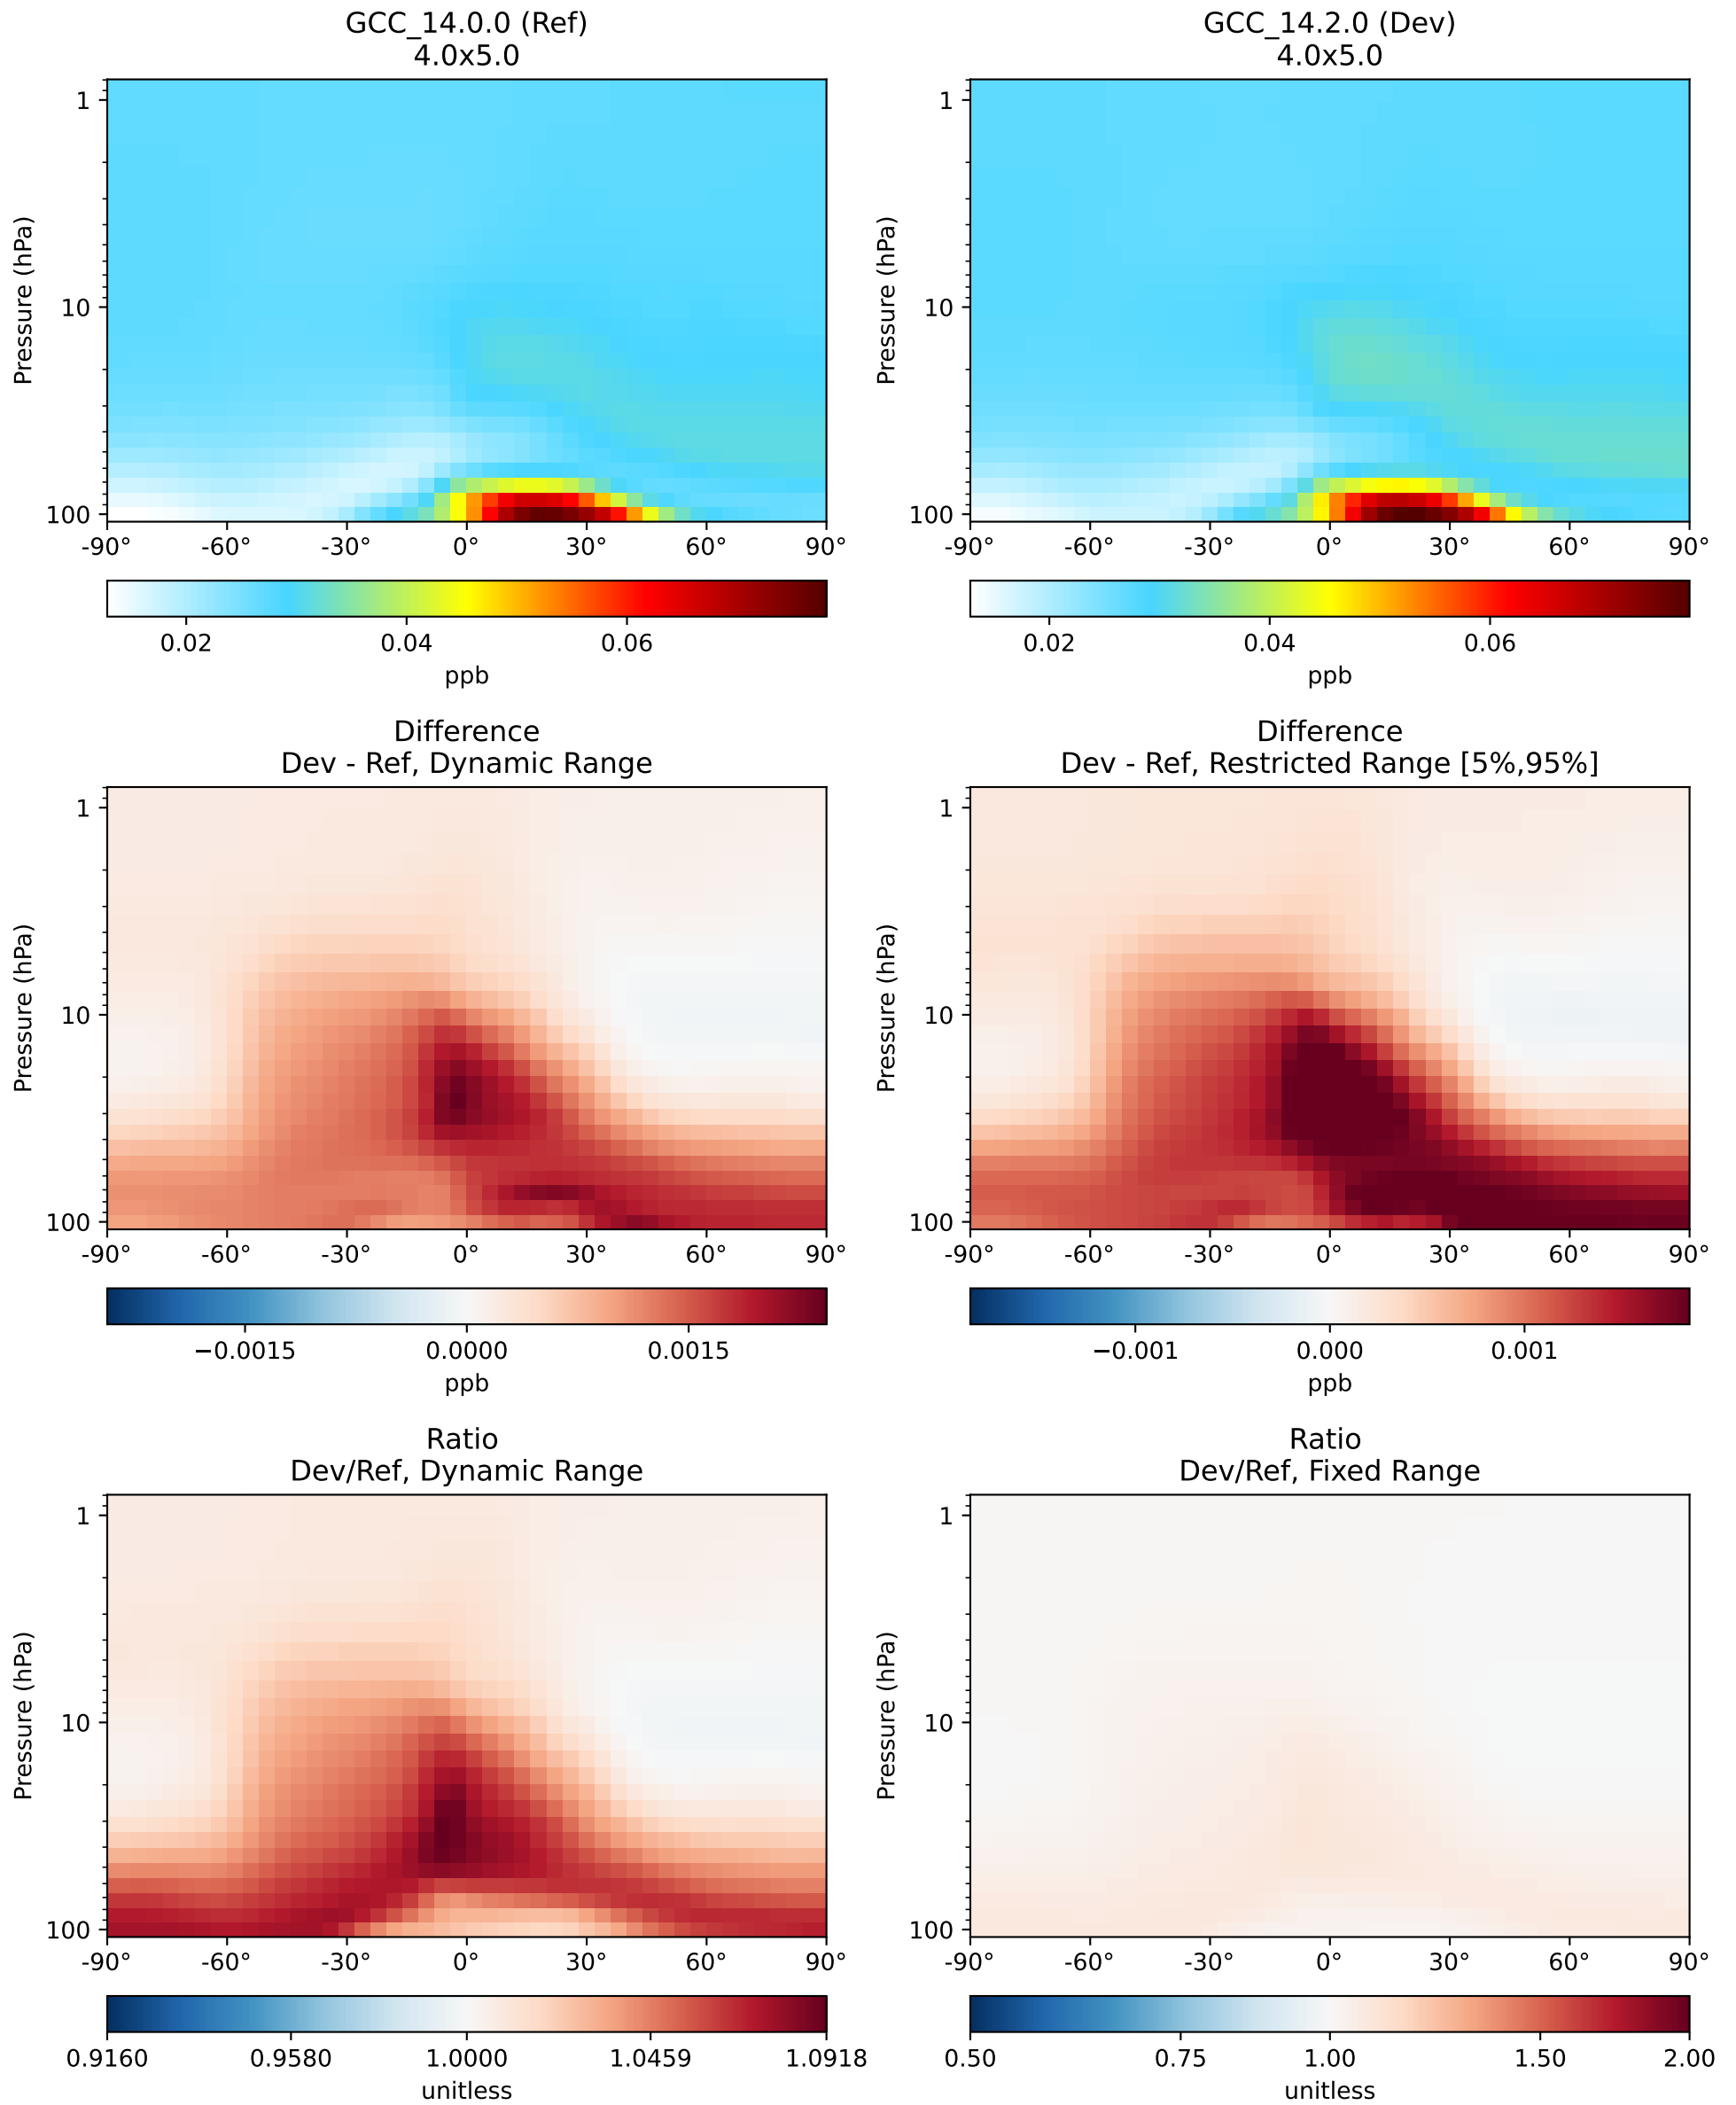 GCC_14.0.0 (Ref)
4.0x5.0
Pressure (hPa)
1
10
100
-90° -60° -30° 0° 30° 60° 90°
0.02 0.04 0.06
ppb
GCC_14.2.0 (Dev)
4.0x5.0
Pressure (hPa)
1
10
100
-90° -60° -30° 0° 30° 60° 90°
0.02 0.04 0.06
ppb
Difference
Dev - Ref, Dynamic Range
Pressure (hPa)
1
10
100
-90° -60° -30° 0° 30° 60° 90°
−0.0015 0.0000 0.0015
ppb
Difference
Dev - Ref, Restricted Range [5%,95%]
Pressure (hPa)
1
10
100
-90° -60° -30° 0° 30° 60° 90°
−0.001 0.000 0.001
ppb
Ratio
Dev/Ref, Dynamic Range
Pressure (hPa)
1
10
100
-90° -60° -30° 0° 30° 60° 90°
0.9160 0.9580 1.0000 1.0459 1.0918
unitless
Ratio
Dev/Ref, Fixed Range
Pressure (hPa)
1
10
100
-90° -60° -30° 0° 30° 60° 90°
0.50 0.75 1.00 1.50 2.00
unitless